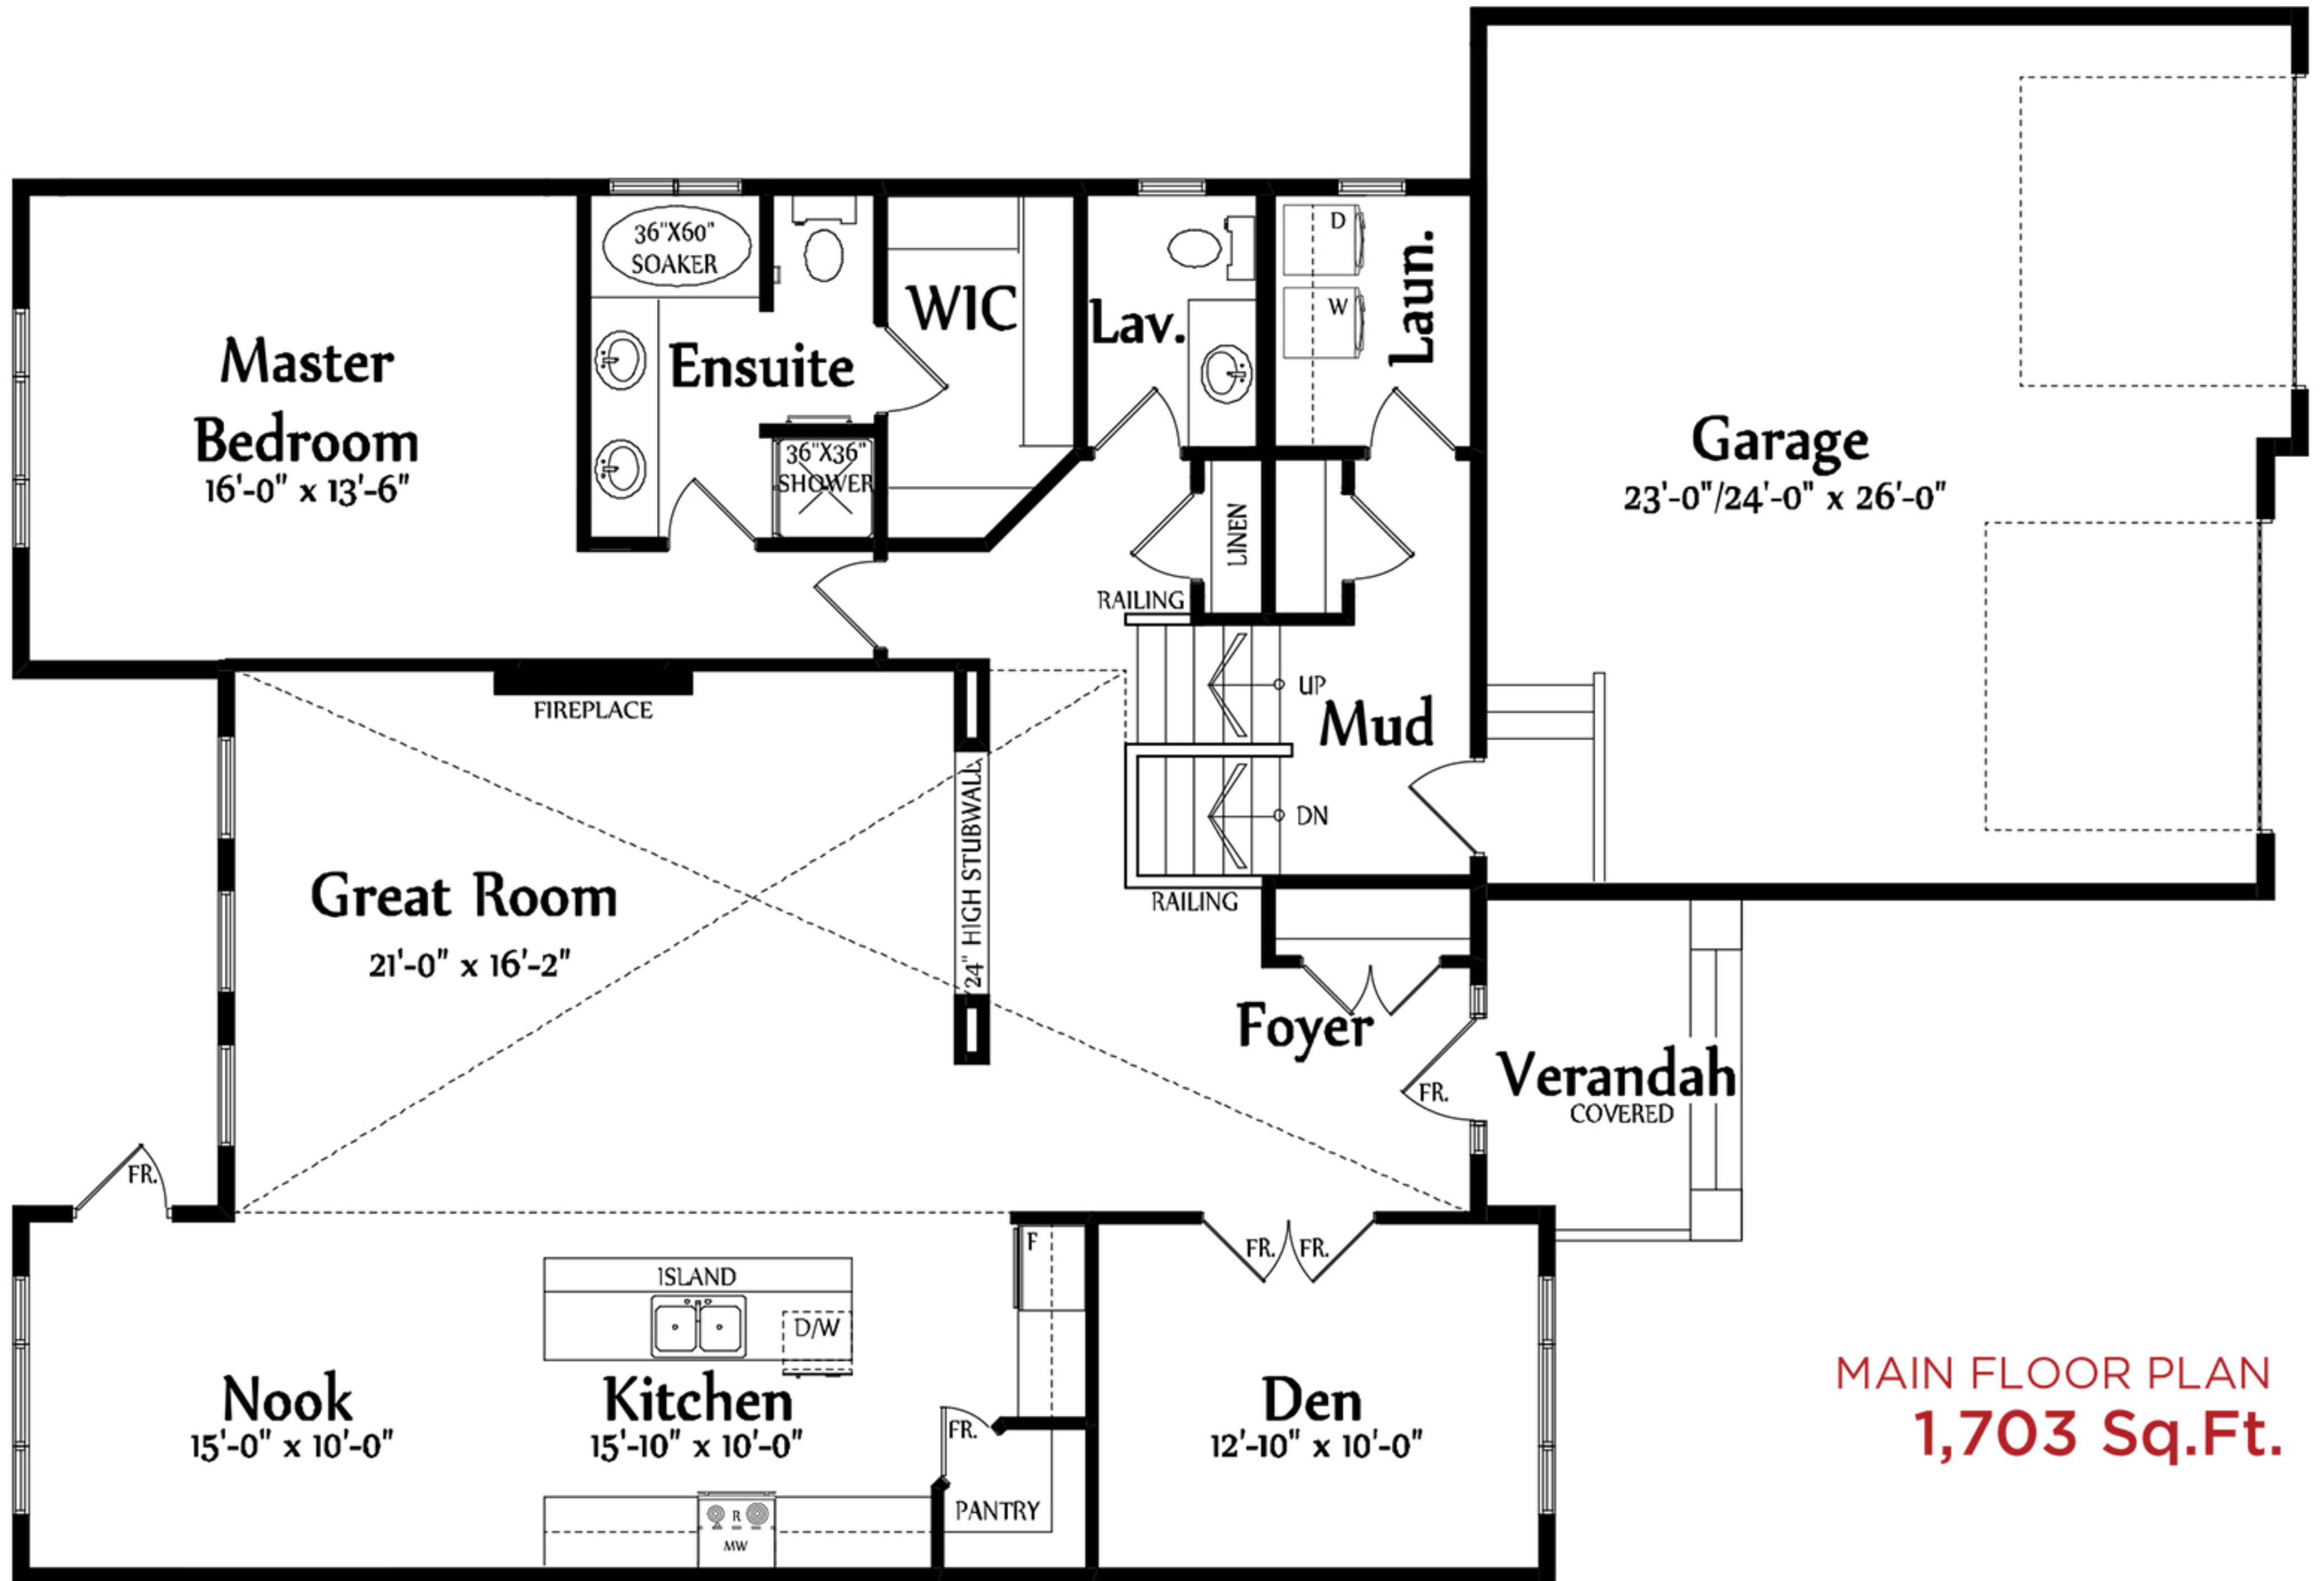 36"X60"
SOAKER
D
W
Laun.
WIC
Lav.
Ensuite
Master
Bedroom
16'-0" x 13'-6"
36"X36"
SHOWER
LINEN
Garage
23'-0"/24'-0" x 26'-0"
RAILING
UP
Mud
DN
RAILING
FIREPLACE
24" HIGH STUBWALL
Great Room
21'-0" x 16'-2"
Foyer
FR.
Verandah
COVERED
FR.
F
FR. FR.
ISLAND
D/W
Nook
15'-0" x 10'-0"
Kitchen
15'-10" x 10'-0"
FR.
PANTRY
R
MW
Den
12'-10" x 10'-0"
MAIN FLOOR PLAN
1,703 Sq.Ft.